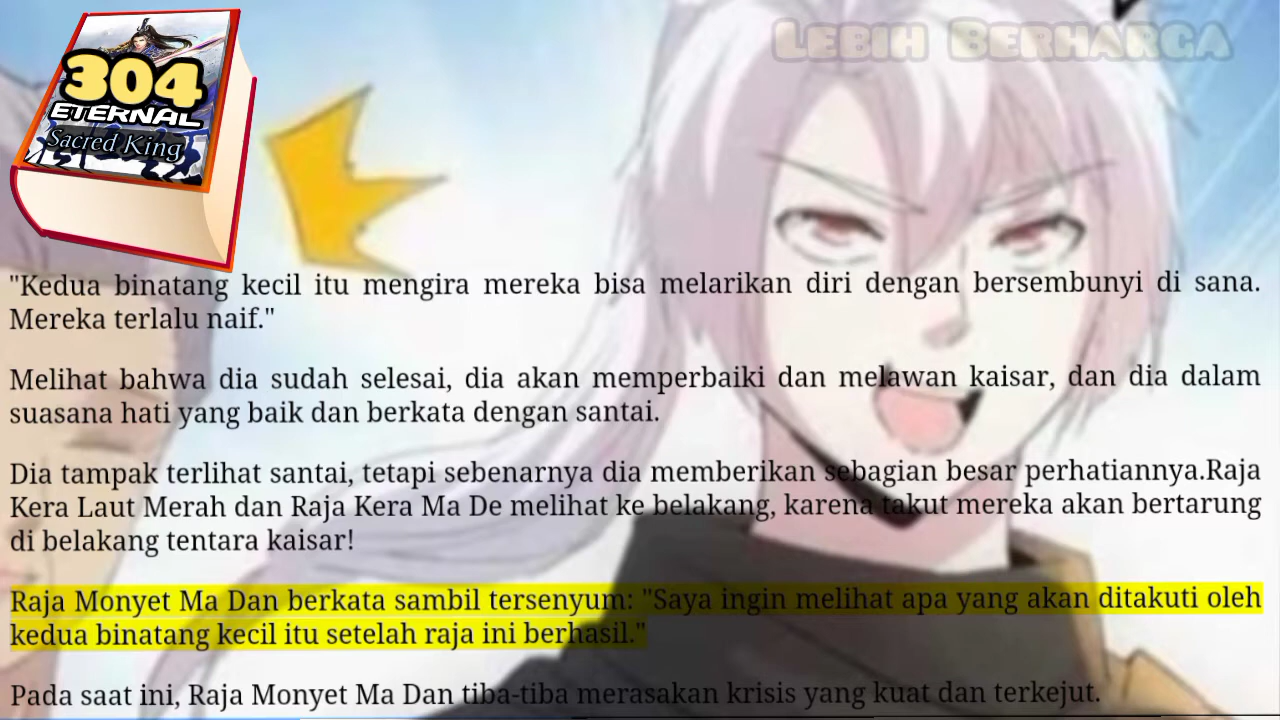 LEBIH BERHARGA
304
ETERNAL
Sacred King
"Kedua binatang kecil itu mengira mereka bisa melarikan diri dengan bersembunyi di sana.
Mereka terlalu naif."
Melihat bahwa dia sudah selesai, dia akan memperbaiki dan melawan kaisar, dan dia dalam
suasana hati yang baik dan berkata dengan santai.
Dia tampak terlihat santai, tetapi sebenarnya dia memberikan sebagian besar perhatiannya.Raja
Kera Laut Merah dan Raja Kera Ma De melihat ke belakang, karena takut mereka akan bertarung
di belakang tentara kaisar!
Raja Monyet Ma Dan berkata sambil tersenyum: "Saya ingin melihat apa yang akan ditakuti oleh
kedua binatang kecil itu setelah raja ini berhasil."
Pada saat ini, Raja Monyet Ma Dan tiba-tiba merasakan krisis yang kuat dan terkejut.